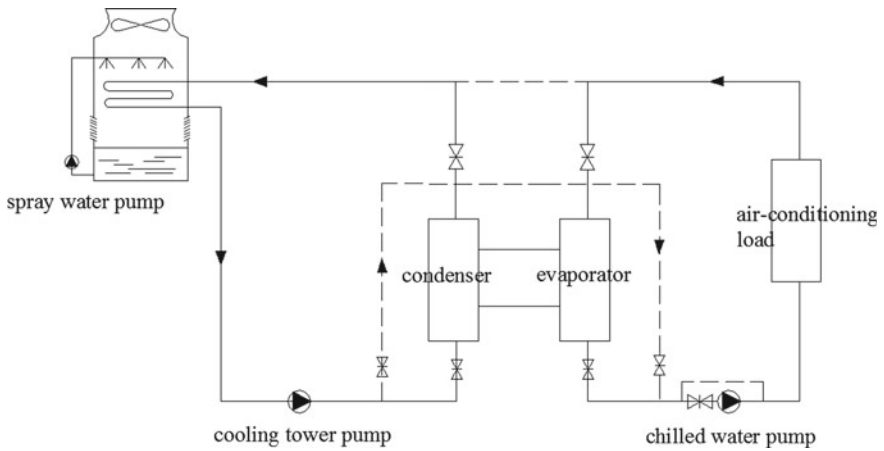 spray water pump
condenser
evaporator
air-conditioning
load
cooling tower pump
chilled water pump